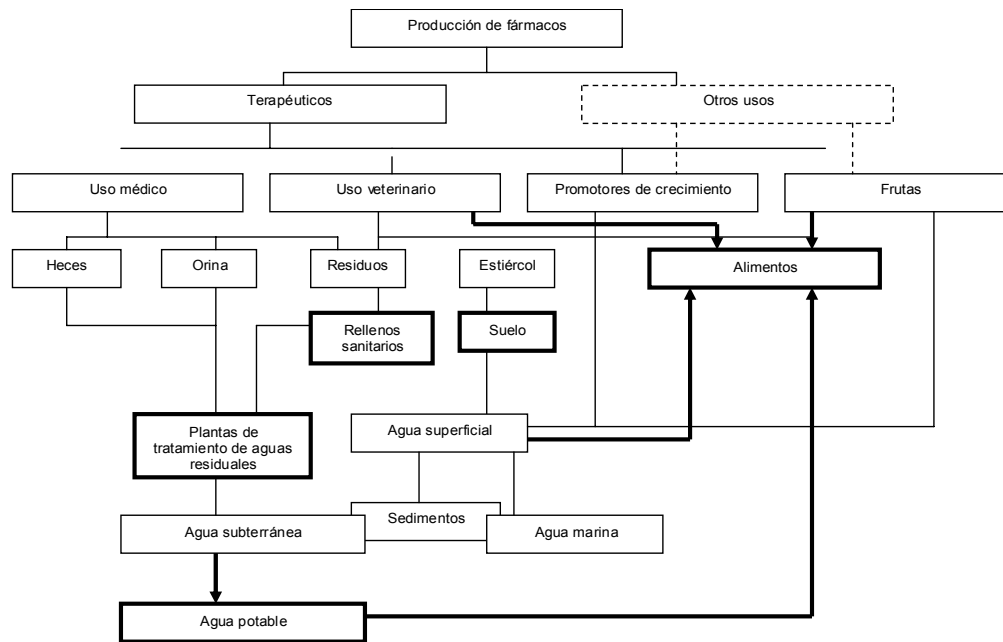 Producción de fármacos
Terapéuticos
Otros usos
Uso médico
Uso veterinario
Promotores de crecimiento
Frutas
Heces
Orina
Residuos
Estiércol
Alimentos
Rellenos
sanitarios
Suelo
Plantas de
tratamiento de aguas
residuales
Agua superficial
Sedimentos
Agua subterránea
Agua marina
Agua potable